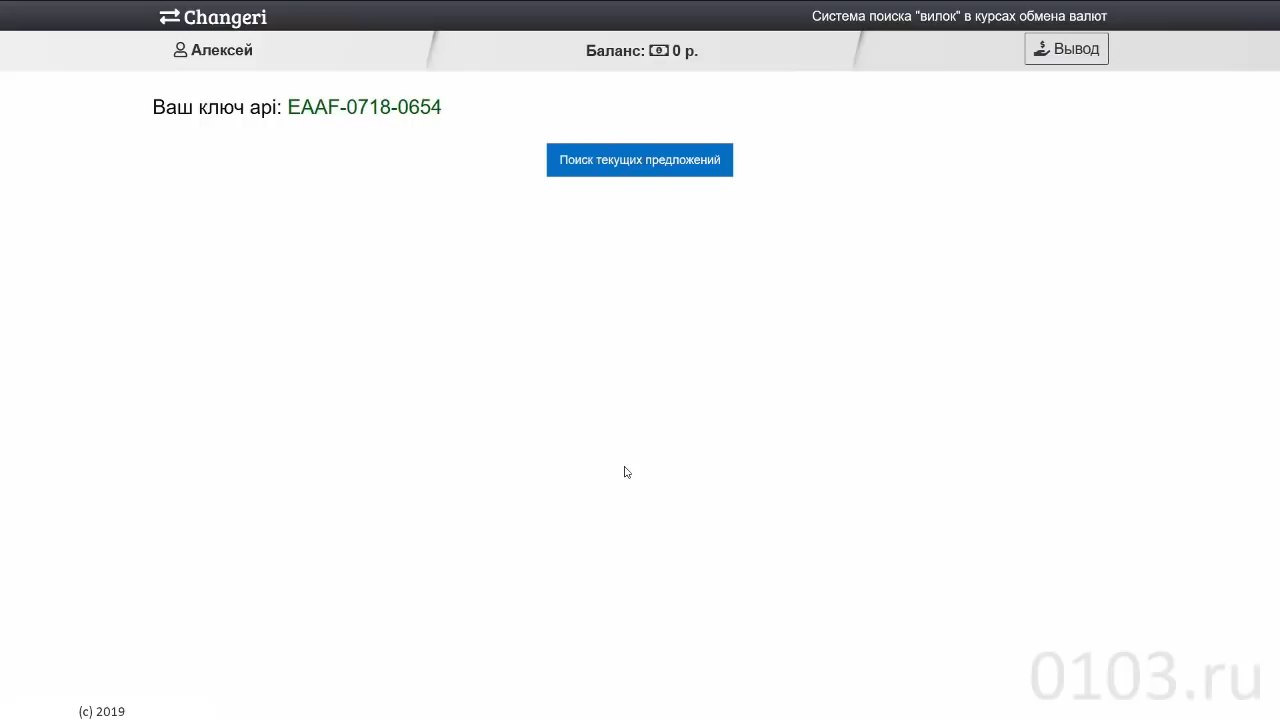 Changeri
Система поиска "вилок" в курсах обмена валют
Алексей
Баланс: 0 р.
Вывод
Ваш ключ api: EAAF-0718-0654
Поиск текущих предложений
0103.ru
(c) 2019